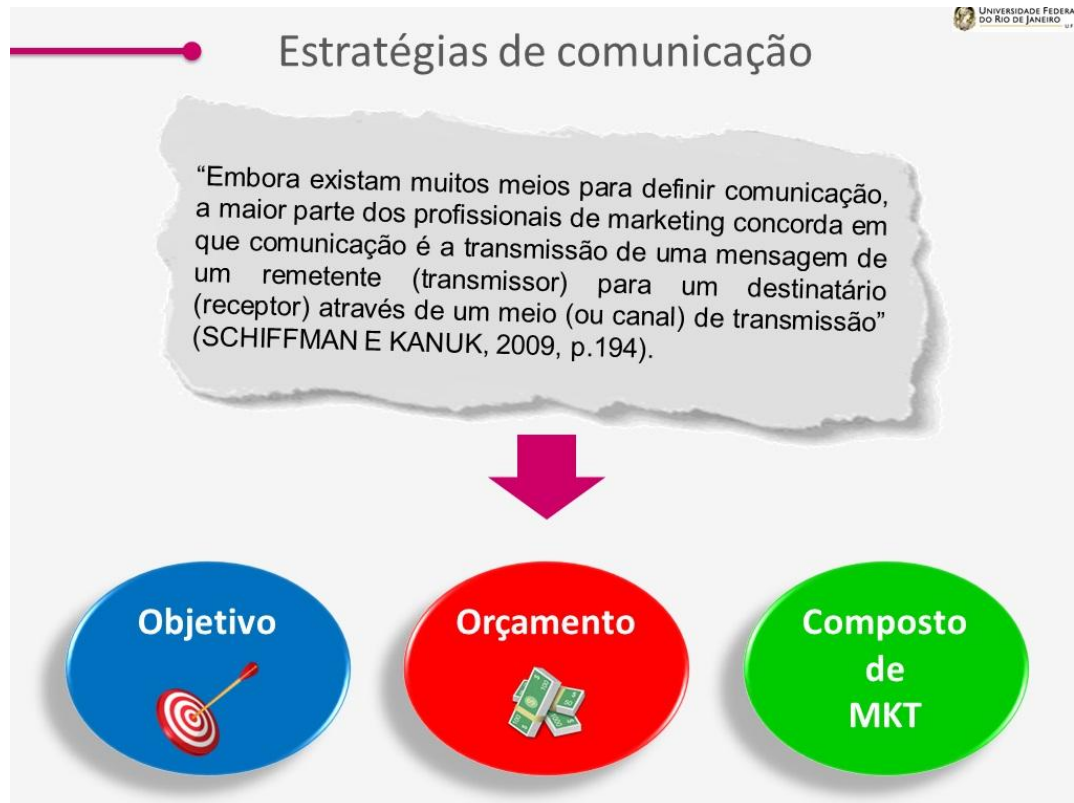 UNIVERSIDADE FEDERA
DO RIO DE JANEIRO
Estratégias de comunicação
“Embora existam muitos meios para definir comunicação,
a maior parte dos profissionais de marketing concorda em
que comunicação é a transmissão de uma mensagem de
um remetente (transmissor) para um destinatário
(receptor) através de um meio (ou canal) de transmissão”
(SCHIFFMAN E KANUK, 2009, p.194).
Objetivo
Orçamento
Composto
de
MKT